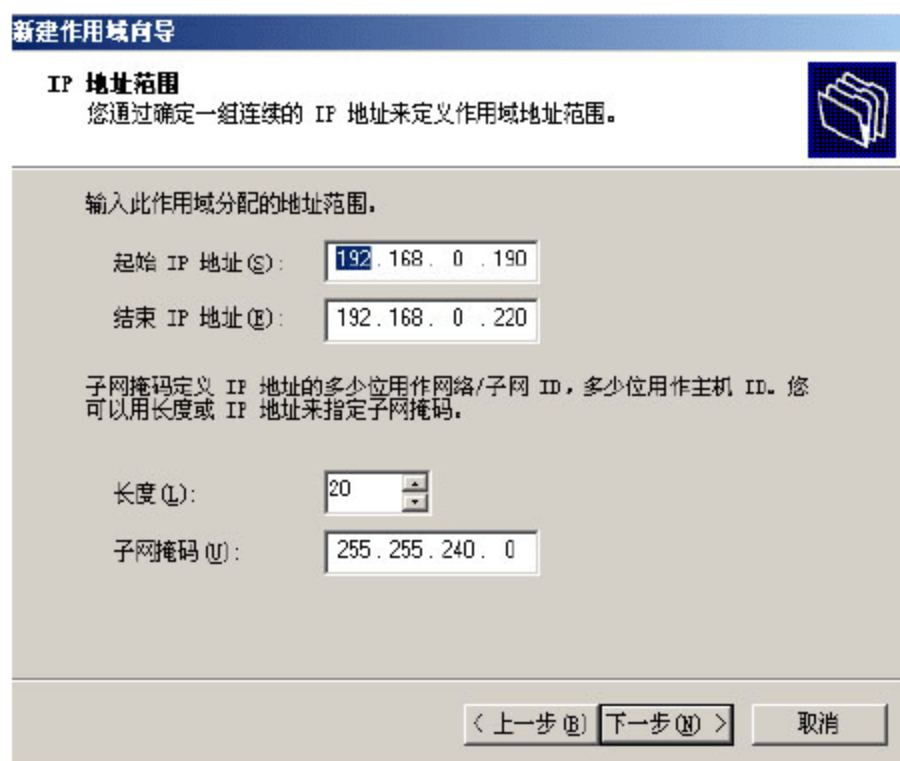 新建作用域向导
IP 地址范围
您通过确定一组连续的 IP 地址来定义作用域地址范围。
输入此作用域分配的地址范围。
起始 IP 地址(S): 192.168. 0 .190
结束 IP 地址(E): 192.168. 0 .220
子网掩码定义 IP 地址的多少位用作网络/子网 ID，多少位用作主机 ID。您
可以用长度或 IP 地址来指定子网掩码。
长度(L): 20
子网掩码(U): 255.255.240. 0
< 上一步(B) 下一步(N) > 取消